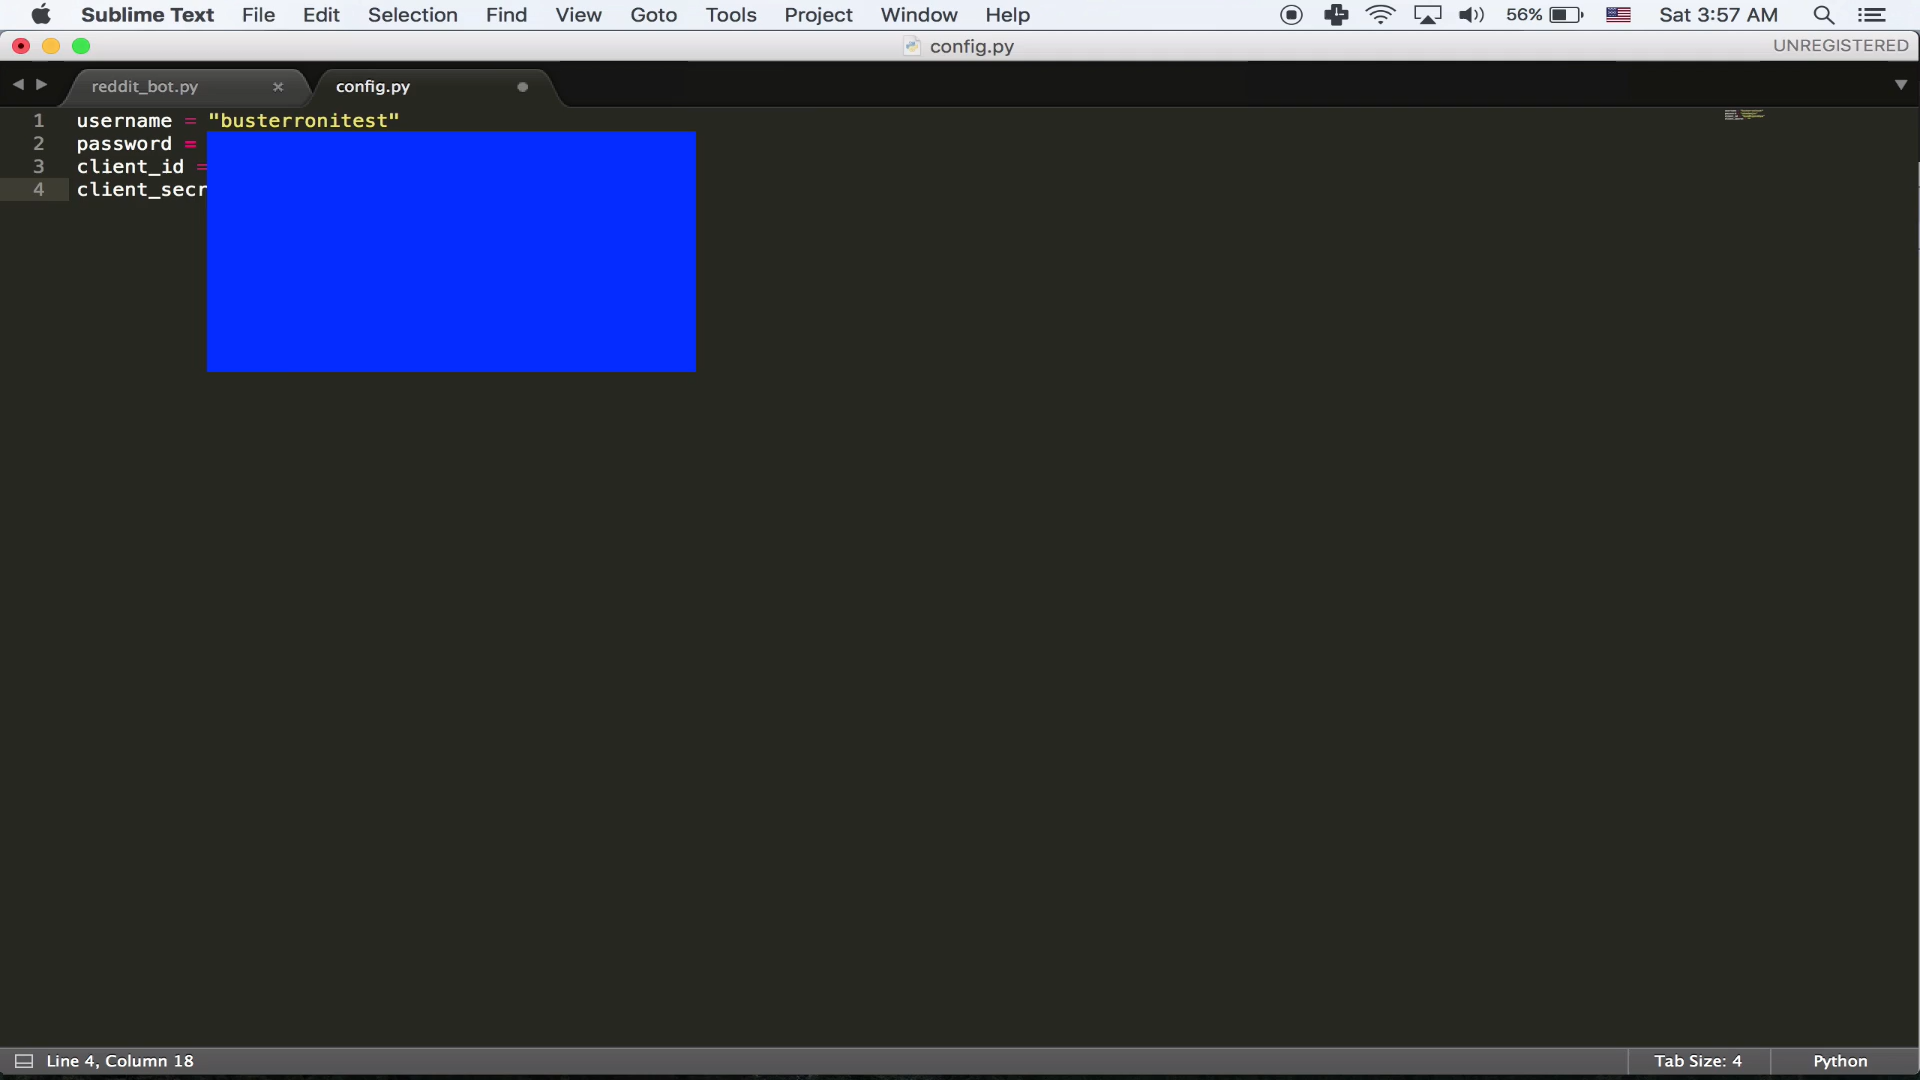 Sublime Text File Edit Selection Find View Goto Tools Project Window Help 56% Sat 3:57 AM
config.py UNREGISTERED
reddit_bot.py config.py
1 username = "busterronitest"
2 password =
3 client_id =
4 client_secr
Line 4, Column 18 Tab Size: 4 Python